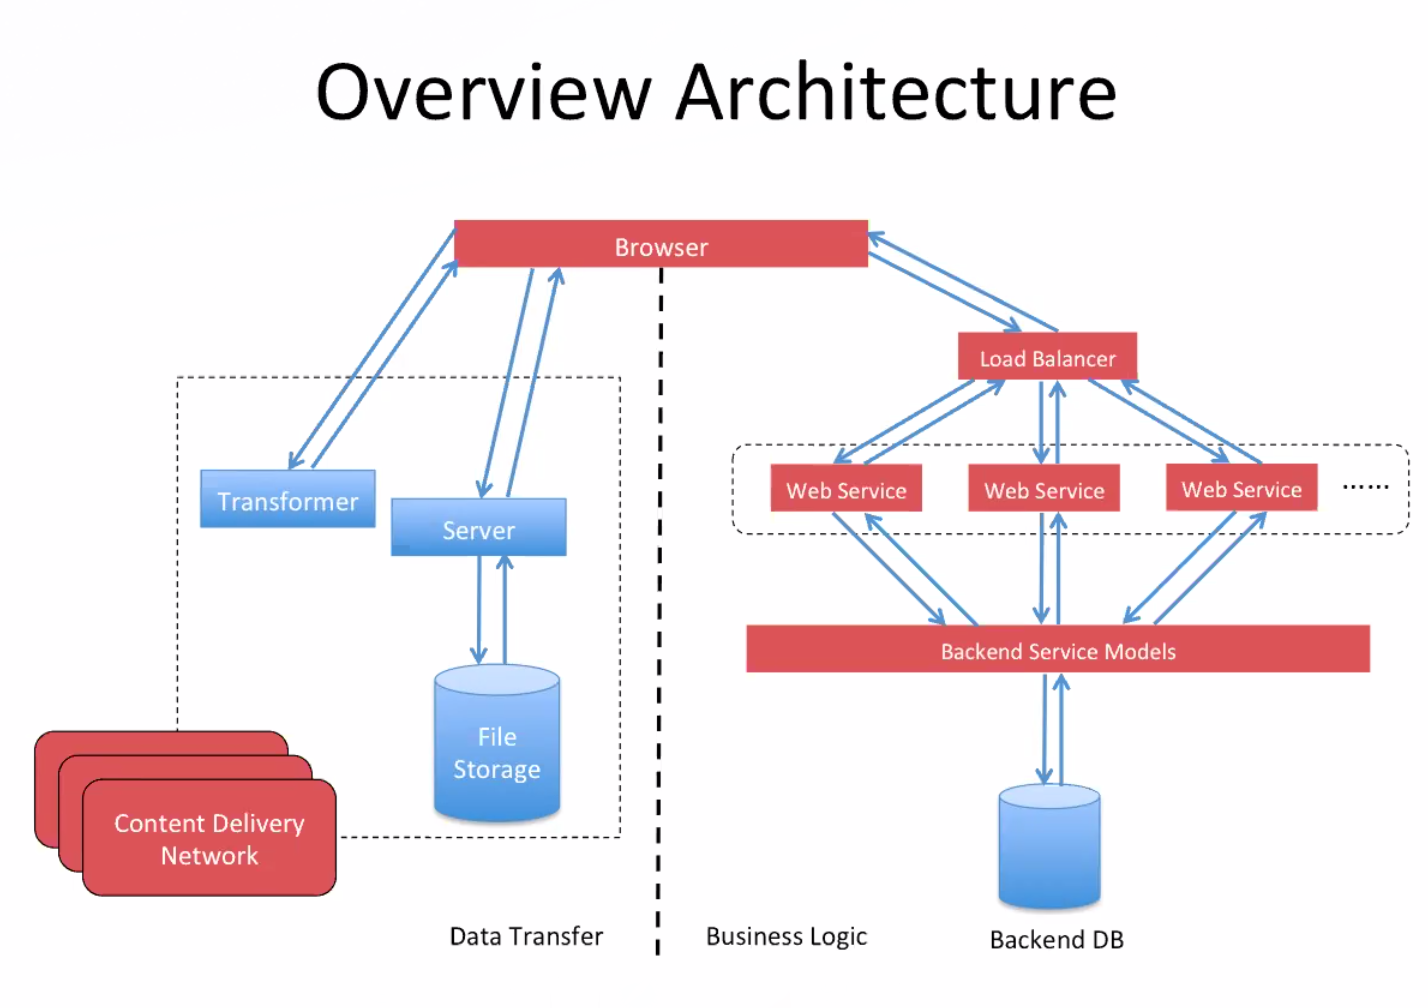 Overview Architecture
Browser
Load Balancer
Transformer
Server
Web Service
Web Service
Web Service
......
Backend Service Models
File
Storage
Content Delivery
Network
Data Transfer
Business Logic
Backend DB